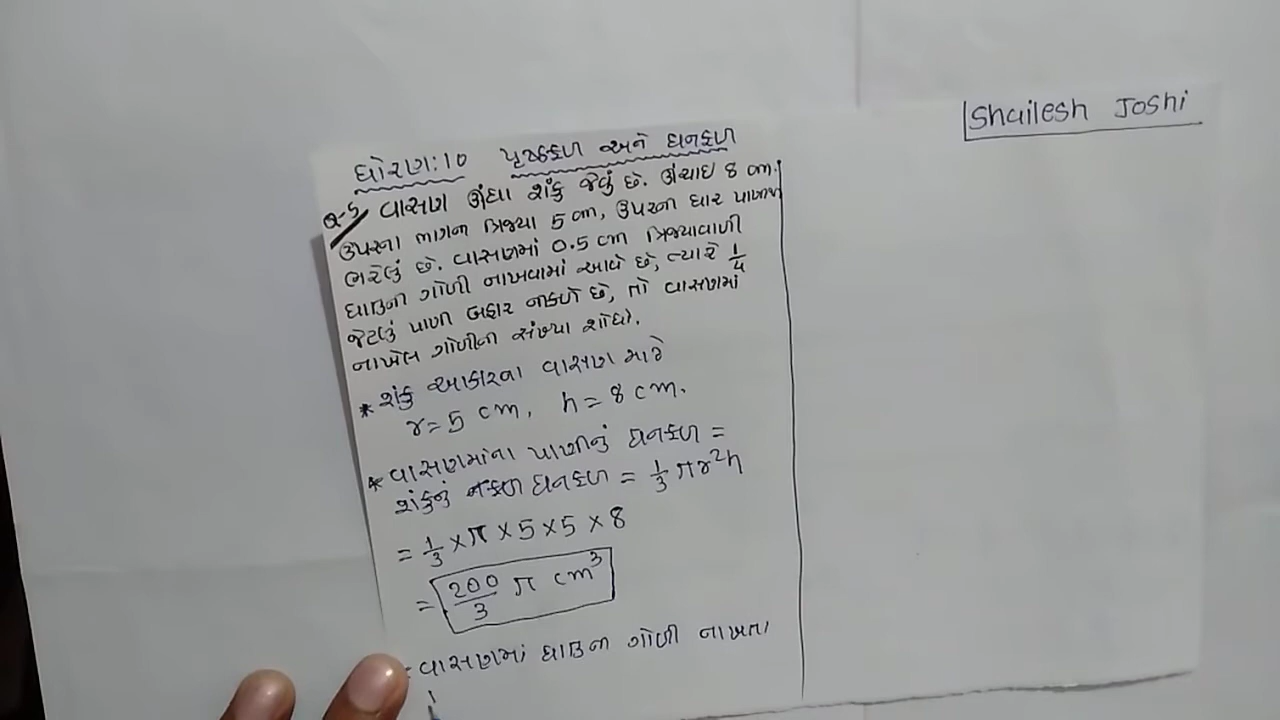 Shailesh Joshi
ધોરણ:10 પૃષ્ઠફળ અને ઘનફળ
Q-5 વાસણ ઊંધા શંકુ જેવું છે. ઊંચાઇ 8 cm.
ઉપરના ભાગની ત્રિજ્યા 5 cm, ઉપરની ધાર પાણીથી
ભરેલું છે. વાસણમાં 0.5 cm ત્રિજ્યાવાળી
ધાતુની ગોળી નાખવામાં આવે છે, ત્યારે 1/4
જેટલું પાણી બહાર નીકળે છે, તો વાસણમાં
નાખેલ ગોળીની સંખ્યા શોધો.
* શંકુ આકારના વાસણ માટે
r=5 cm, h=8 cm.
* વાસણમાંના પાણીનું ઘનફળ =
શંકુનું ઘનફળ = 1/3 πr²h
= 1/3 × π × 5 × 5 × 8
= 200/3 π cm³
વાસણમાં ધાતુની ગોળી નાખતા